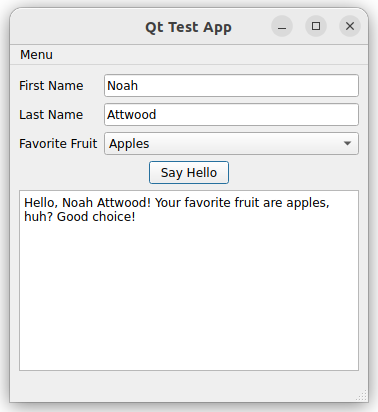 Qt Test App
Menu
First Name Noah
Last Name Attwood
Favorite Fruit Apples
Say Hello
Hello, Noah Attwood! Your favorite fruit are apples,
huh? Good choice!